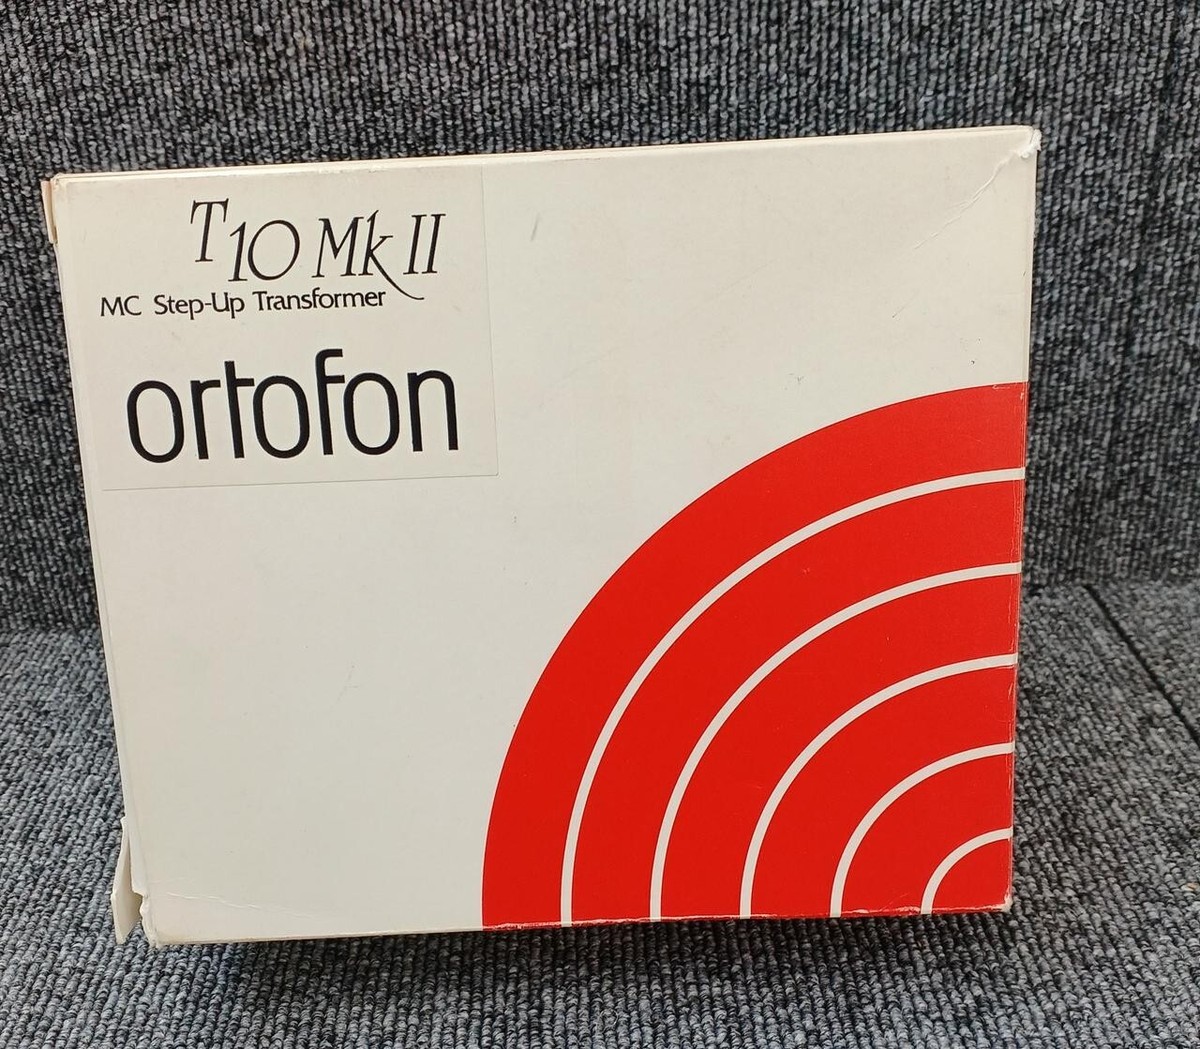 T10 Mk II
MC Step-Up Transformer
ortofon